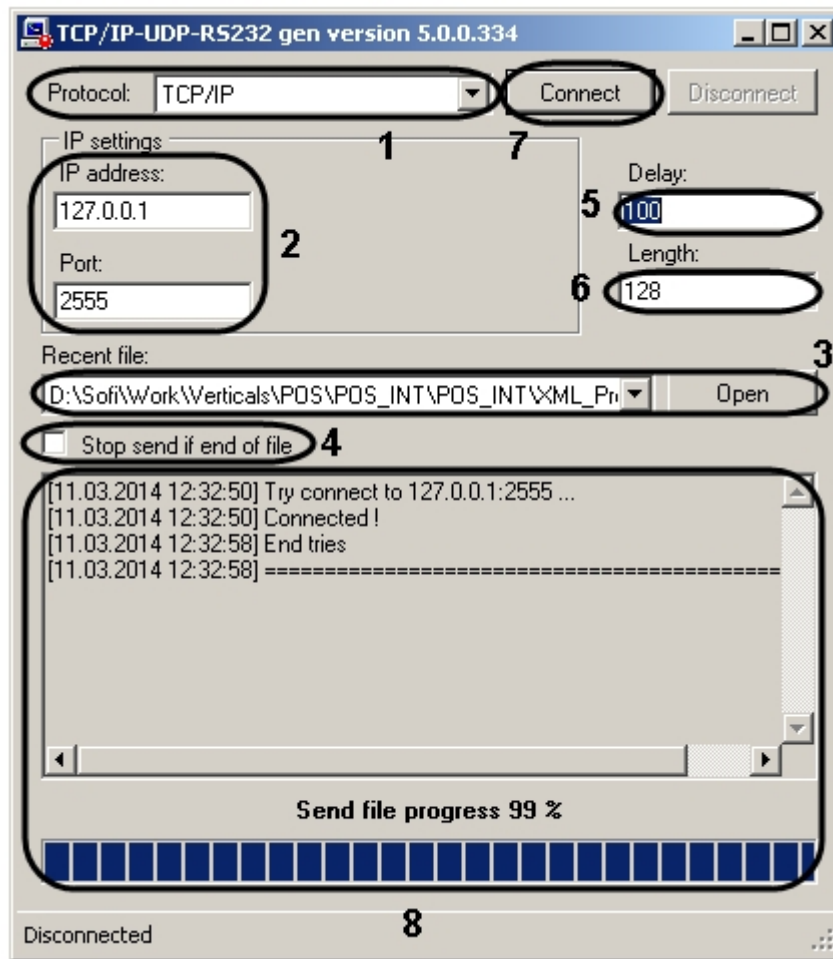 TCP/IP-UDP-RS232 gen version 5.0.0.334
Protocol: TCP/IP Connect Disconnect
1 7
IP settings
IP address: Delay:
127.0.0.1 5 100
2
Port: Length:
2555 6 128
Recent file: 3
D:\Sofi\Work\Verticals\POS\POS_INT\POS_INT\XML_Pr Open
Stop send if end of file 4
[11.03.2014 12:32:50] Try connect to 127.0.0.1:2555 ...
[11.03.2014 12:32:50] Connected !
[11.03.2014 12:32:58] End tries
[11.03.2014 12:32:58] ===========================================
Send file progress 99 %
8
Disconnected